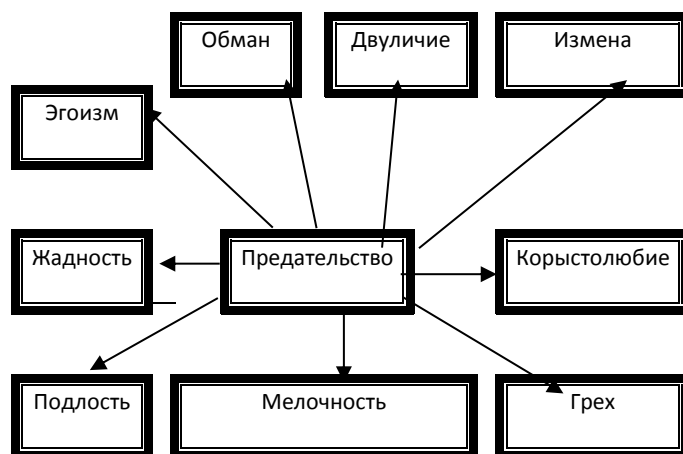 Обман
Двуличие
Измена
Эгоизм
Жадность
Предательство
Корыстолюбие
Подлость
Мелочность
Грех